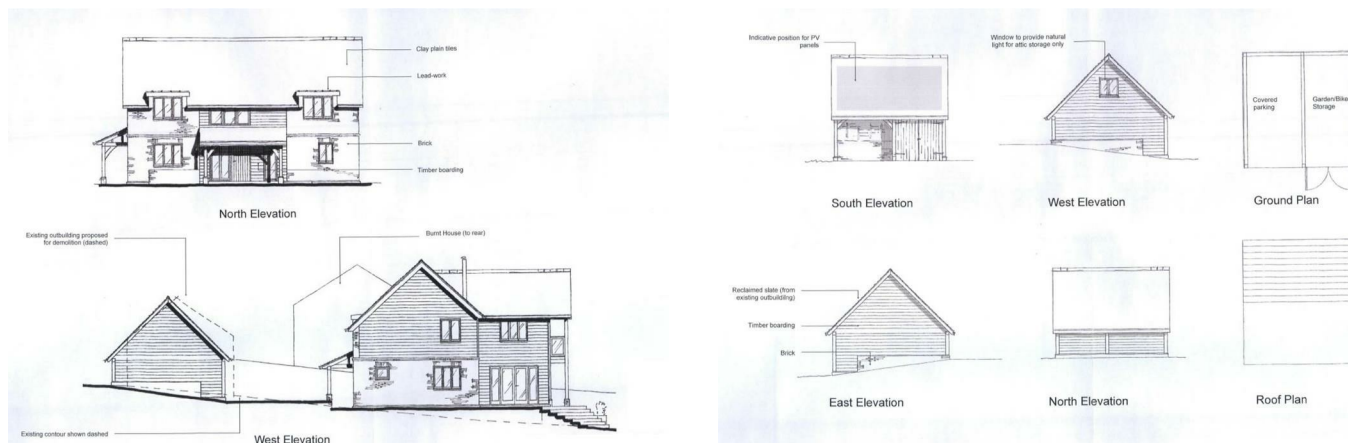 Clay plain tiles
Lead-work
Brick
Timber boarding
North Elevation
Existing outbuilding proposed
for demolition (dashed)
Burnt House (to rear)
Existing contour shown dashed
West Elevation
Indicative position for PV
panels
Window to provide natural
light for attic storage only
Covered
parking
Garden/Bike
Storage
South Elevation
West Elevation
Ground Plan
Reclaimed slate (from
existing outbuilding)
Timber boarding
Brick
East Elevation
North Elevation
Roof Plan